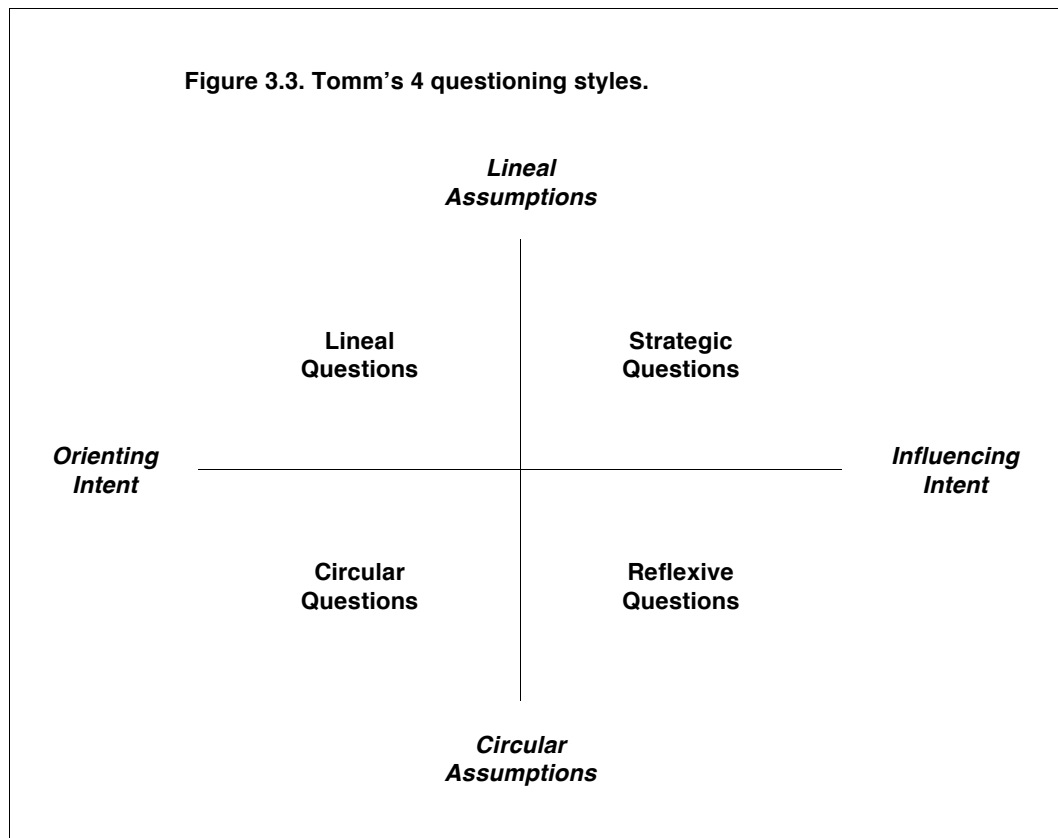 Figure 3.3. Tomm's 4 questioning styles.
Lineal
Assumptions
Lineal
Questions
Strategic
Questions
Orienting
Intent
Influencing
Intent
Circular
Questions
Reflexive
Questions
Circular
Assumptions